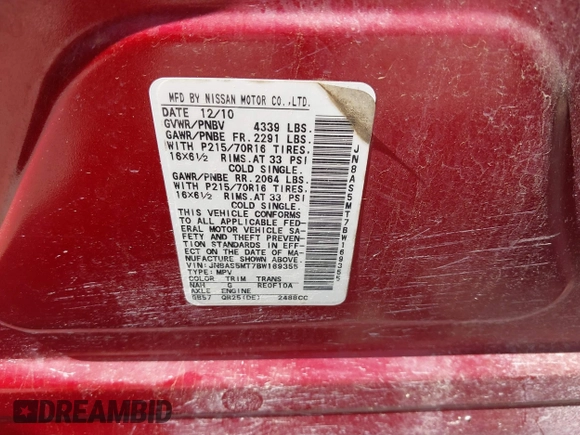 MFD BY NISSAN MOTOR CO.,LTD.
DATE 12/10
GVWR/PNBV 4339 LBS.
GAWR/PNBE FR.2291 LBS.
WITH P215/70R16 TIRES.
16X6½ RIMS.AT 33 PSI
COLD SINGLE.
GAWR/PNBE RR.2064 LBS.
WITH P215/70R16 TIRES.
16X6½ RIMS.AT 33 PSI
COLD SINGLE.
THIS VEHICLE CONFORMS
TO ALL APPLICABLE FED-
ERAL MOTOR VEHICLE SA-
FETY AND THEFT PREVEN-
TION STANDARDS IN EFF-
ECT ON THE DATE OF MA-
NUFACTURE SHOWN ABOVE.
VIN:JN8AS5MT7BW169355
TYPE: MPV
COLOR TRIM TRANS
NAH G RE0F10A
AXLE ENGINE
GB57 QR25(DE) 2488CC
JN8AS5MT7BW169355
DREAMBID